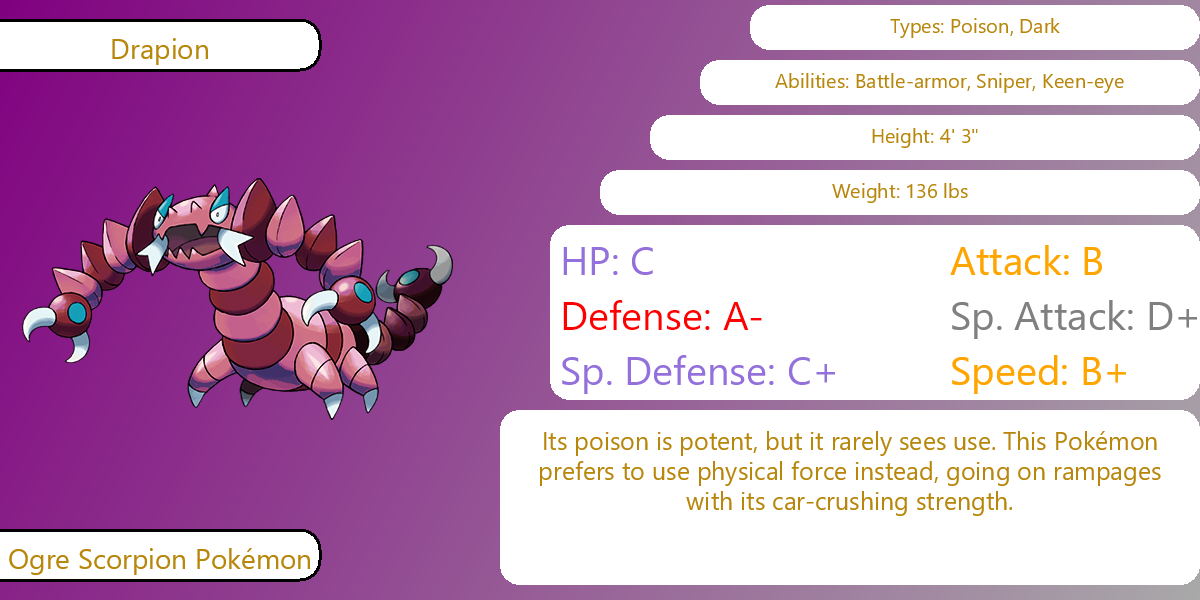 Drapion
Types: Poison, Dark
Abilities: Battle-armor, Sniper, Keen-eye
Height: 4' 3"
Weight: 136 lbs
HP: C
Attack: B
Defense: A-
Sp. Attack: D+
Sp. Defense: C+
Speed: B+
Its poison is potent, but it rarely sees use. This Pokémon
prefers to use physical force instead, going on rampages
with its car-crushing strength.
Ogre Scorpion Pokémon